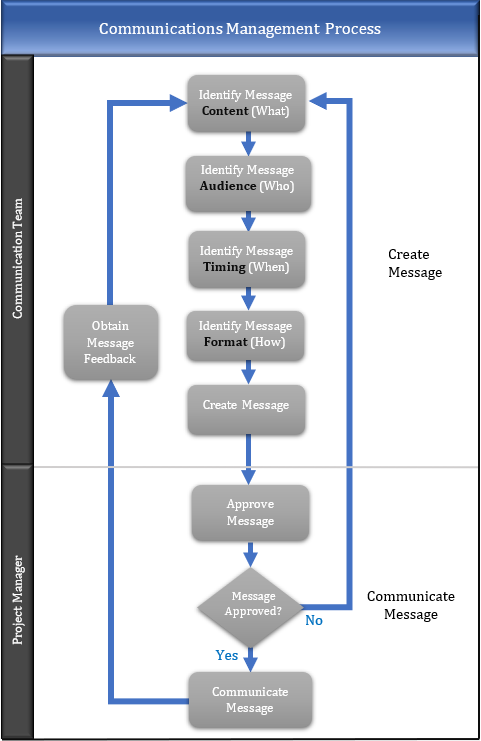 Communications Management Process
Communication Team
Identify Message
Content (What)
Identify Message
Audience (Who)
Identify Message
Timing (When)
Create
Message
Obtain
Message
Feedback
Identify Message
Format (How)
Create Message
Project Manager
Approve
Message
Message
Approved?
No
Communicate
Message
Yes
Communicate
Message